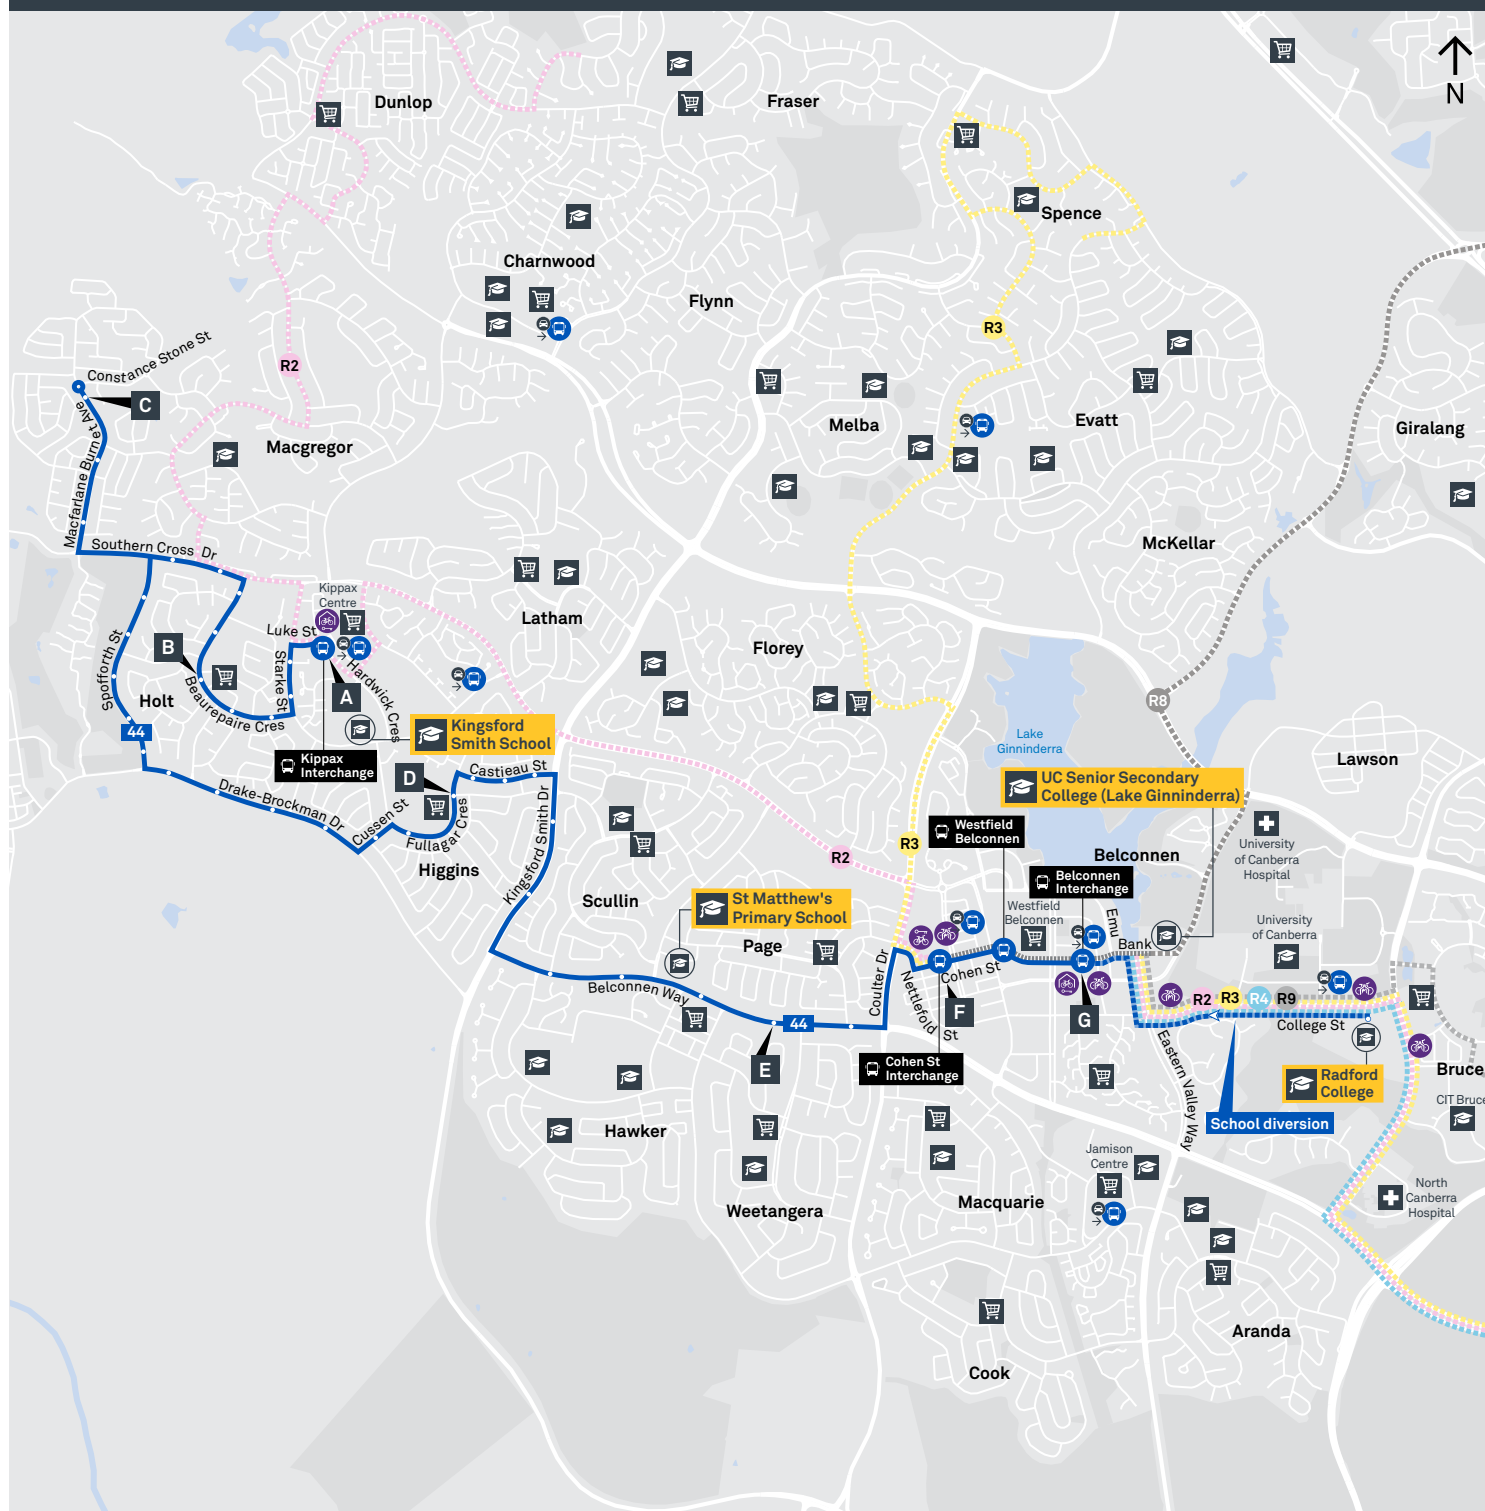 N
Dunlop
Fraser
Spence
Charnwood
Flynn
R3
Constance Stone St
R2
C
Macfarlane Burnet Ave
Macgregor
Melba
Evatt
Giralang
McKellar
Southern Cross Dr
Kippax
Centre
Latham
Luke St
Florey
B
Spofforth St
Starke St
Hardwick Cres
A
Holt
Beaurepaire Cres
R8
44
Kingsford
Smith School
Lake
Ginninderra
Lawson
Kippax
Interchange
D
Castieau St
UC Senior Secondary
College (Lake Ginninderra)
Drake-Brockman Dr
Cussen St
Fullagar Cres
Kingsford Smith Dr
Westfield
Belconnen
R3
R2
University
of Canberra
Hospital
Belconnen
Higgins
Belconnen
Interchange
Scullin
St Matthew's
Primary School
Westfield
Belconnen
Emu
Bank
University
of Canberra
Page
Coulter Dr
Nettlefold St
Cohen St
Belconnen Way
R2
R3
R4
R9
F
G
44
College St
E
Cohen St
Interchange
Eastern Valley Way
Radford
College
Bruce
CIT Bruce
School diversion
Hawker
Jamison
Centre
Weetangera
Macquarie
North
Canberra
Hospital
Aranda
Cook